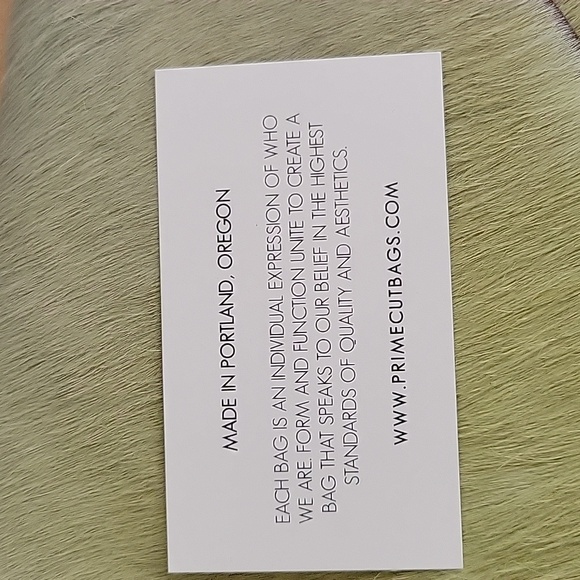 MADE IN PORTLAND, OREGON
EACH BAG IS AN INDIVIDUAL EXPRESSION OF WHO
WE ARE. FORM AND FUNCTION UNITE TO CREATE A
BAG THAT SPEAKS TO OUR BELIEF IN THE HIGHEST
STANDARDS OF QUALITY AND AESTHETICS.
WWW.PRIMECUTBAGS.COM